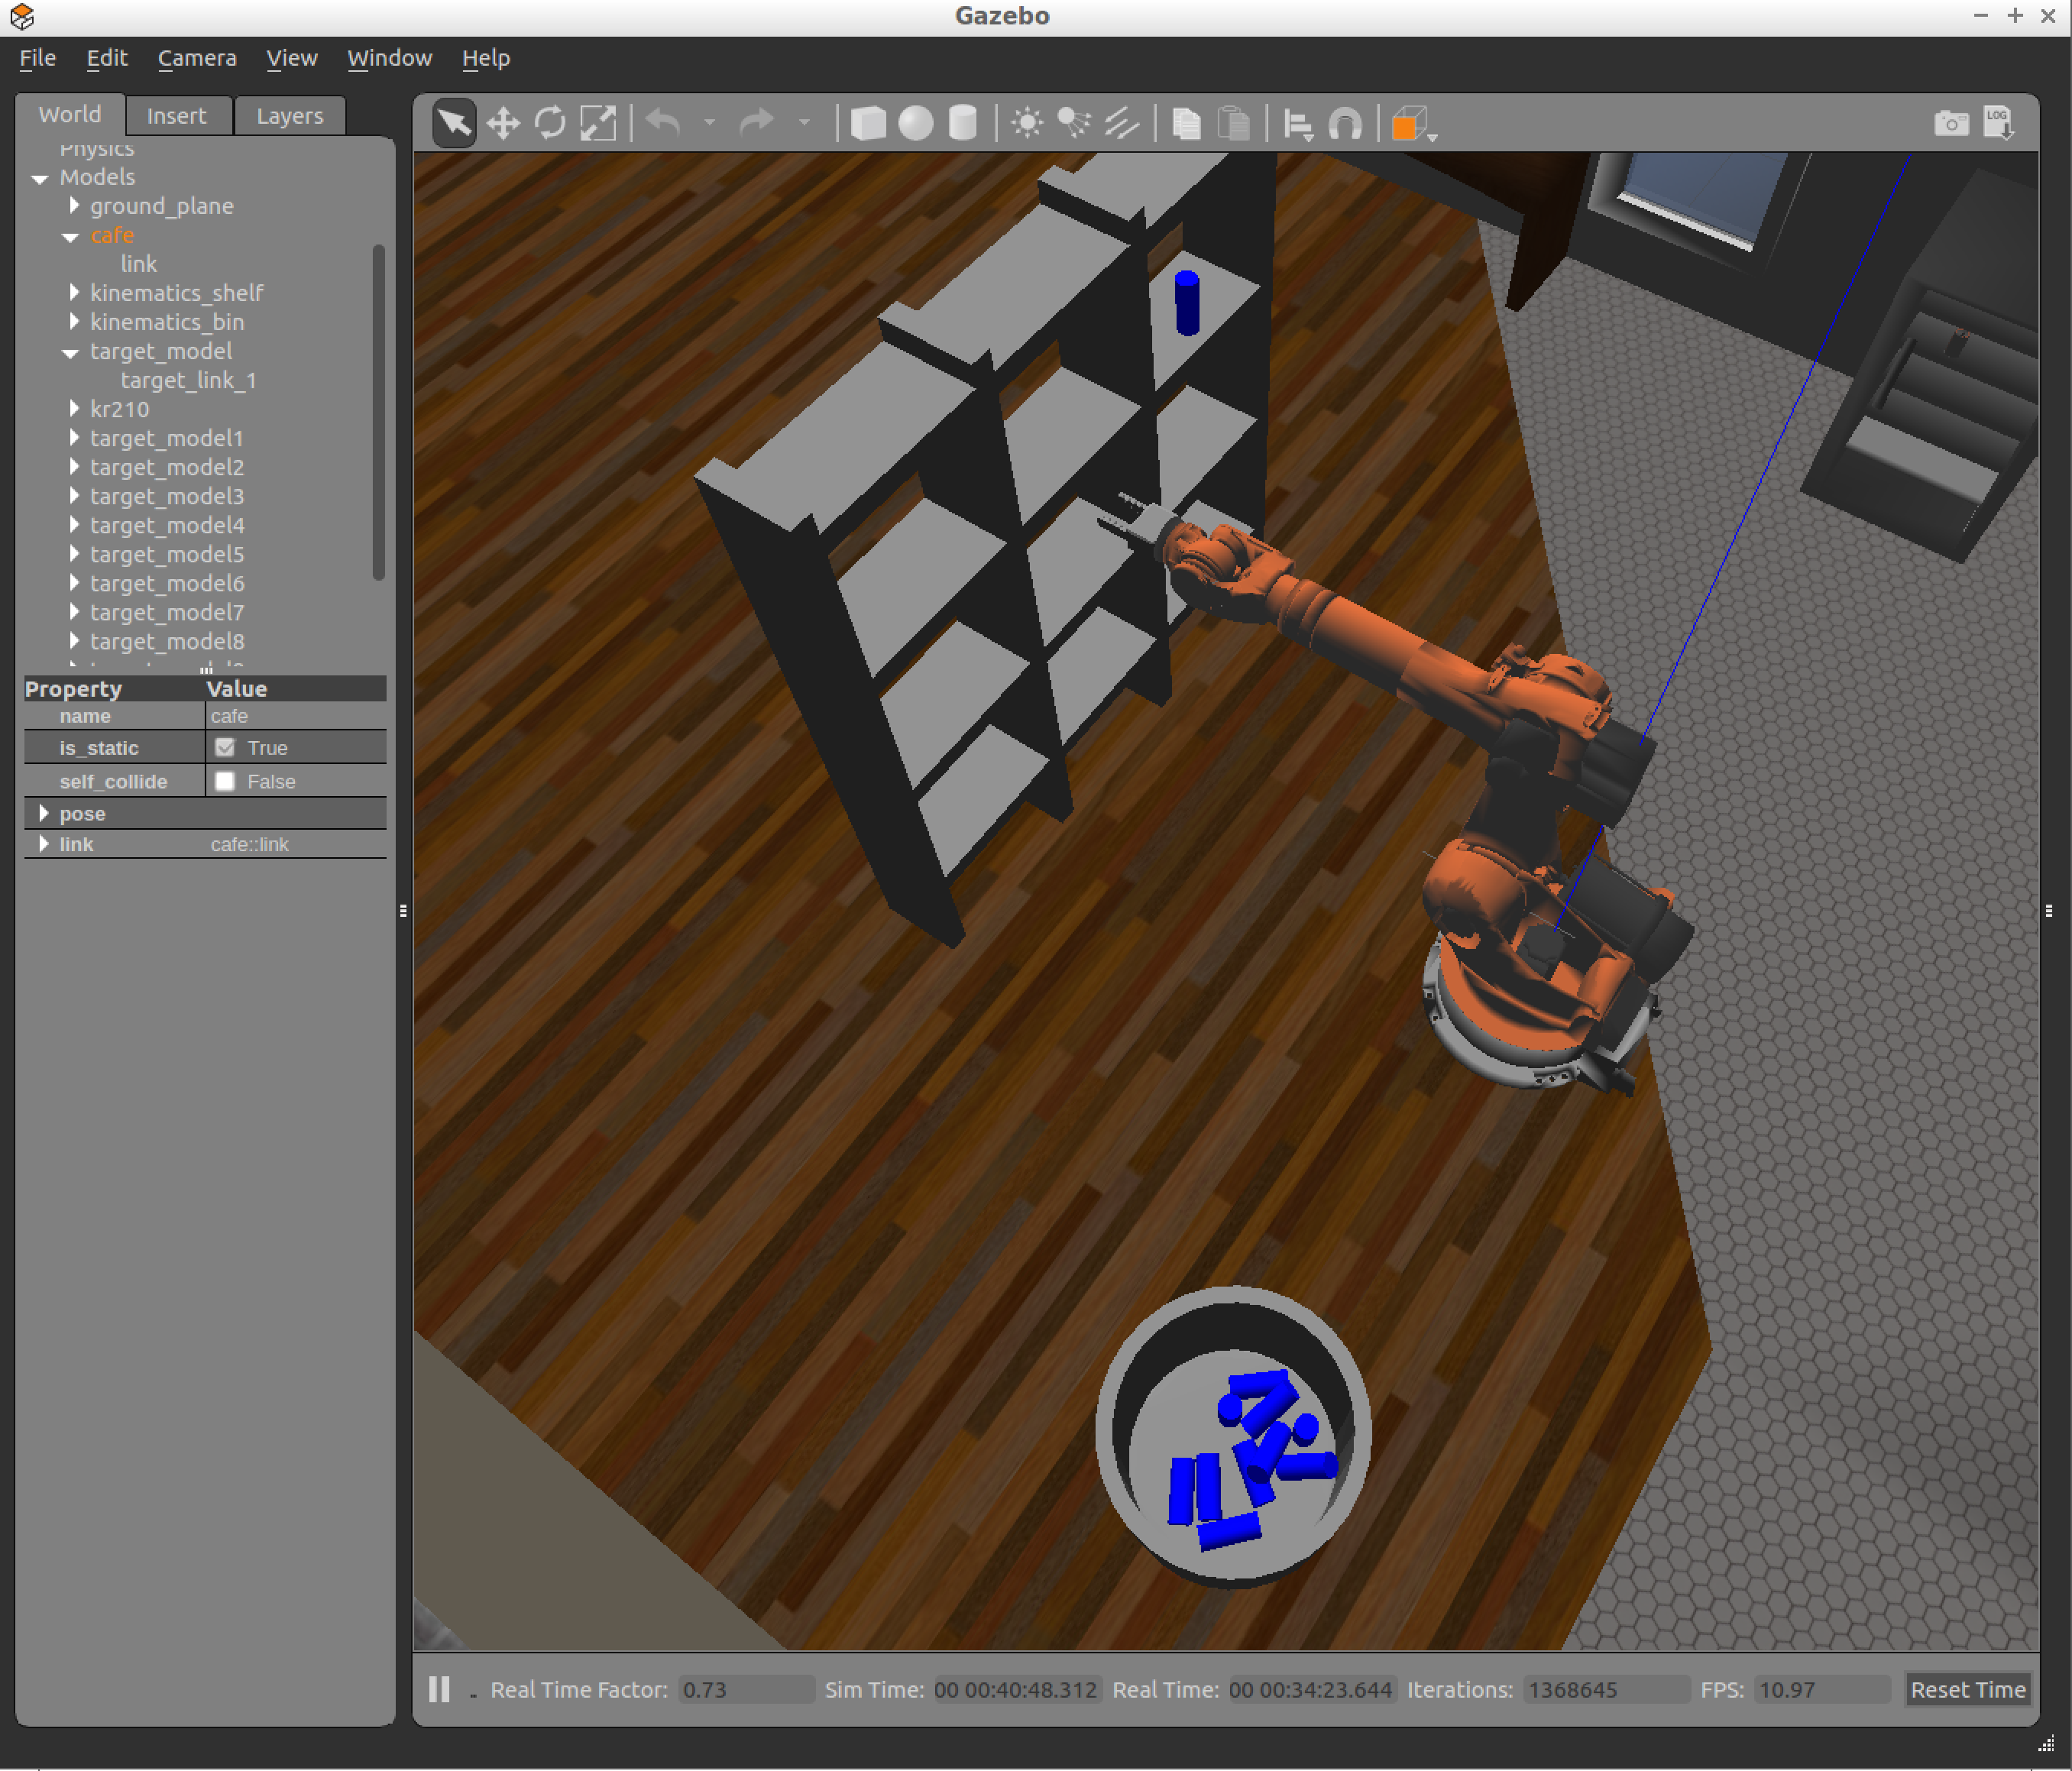 Gazebo
File Edit Camera View Window Help
World Insert Layers
LOG
Physics
Models
ground_plane
cafe
link
kinematics_shelf
kinematics_bin
target_model
target_link_1
kr210
target_model1
target_model2
target_model3
target_model4
target_model5
target_model6
target_model7
target_model8
Property Value
name cafe
is_static True
self_collide False
pose
link cafe::link
Real Time Factor: 0.73 Sim Time: 00 00:40:48.312 Real Time: 00 00:34:23.644 Iterations: 1368645 FPS: 10.97 Reset Time